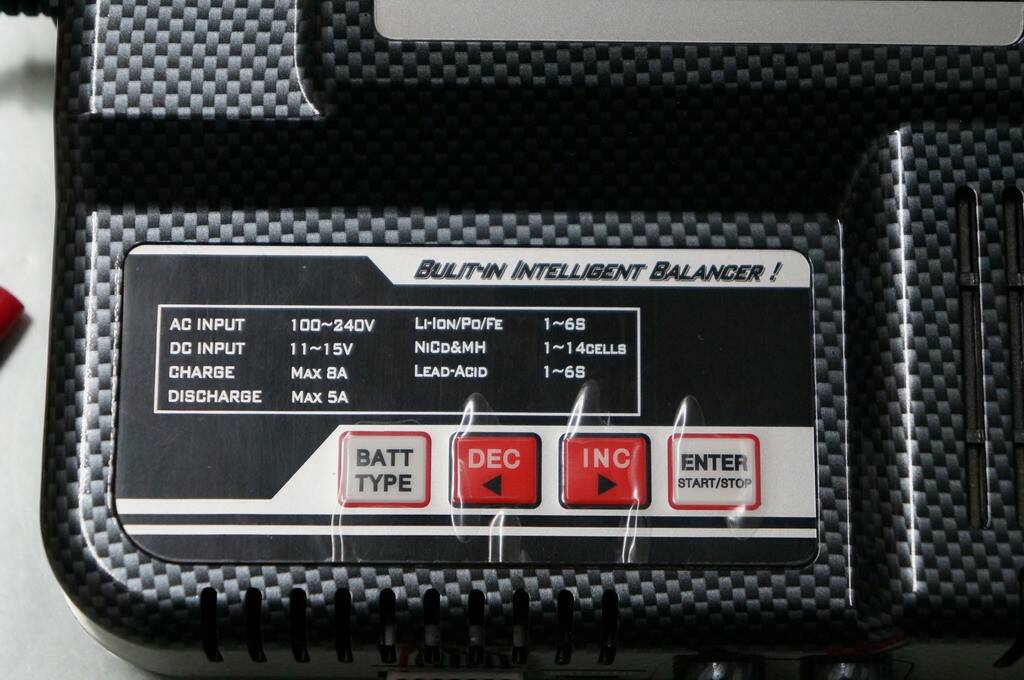 BULIT-IN INTELLIGENT BALANCER !
AC INPUT 100~240V LI-ION/PO/FE 1~6S
DC INPUT 11~15V NICD&MH 1~14CELLS
CHARGE MAX 8A LEAD-ACID 1~6S
DISCHARGE MAX 5A
BATT TYPE
DEC ◀
INC ▶
ENTER START/STOP